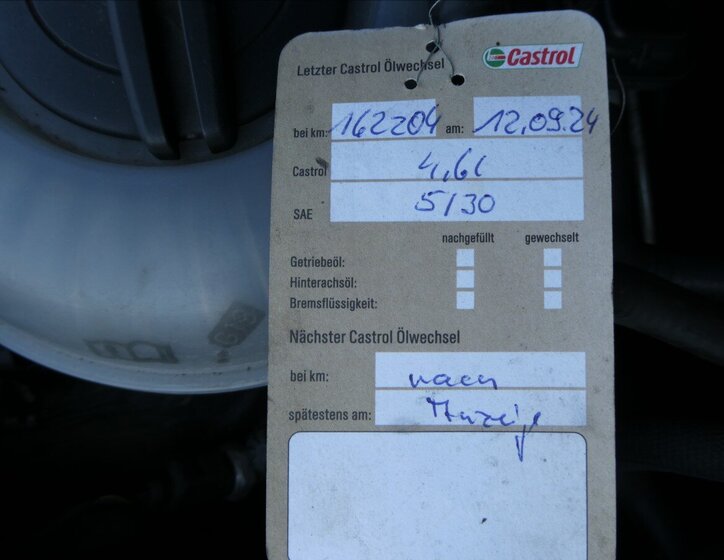 Letzter Castrol Ölwechsel
Castrol
bei km: 162204 am: 12.09.24
Castrol 4,6l
SAE 5/30
nachgefüllt gewechselt
Getriebeöl:
Hinterachsöl:
Bremsflüssigkeit:
Nächster Castrol Ölwechsel
bei km: nach
spätestens am: Anzeige